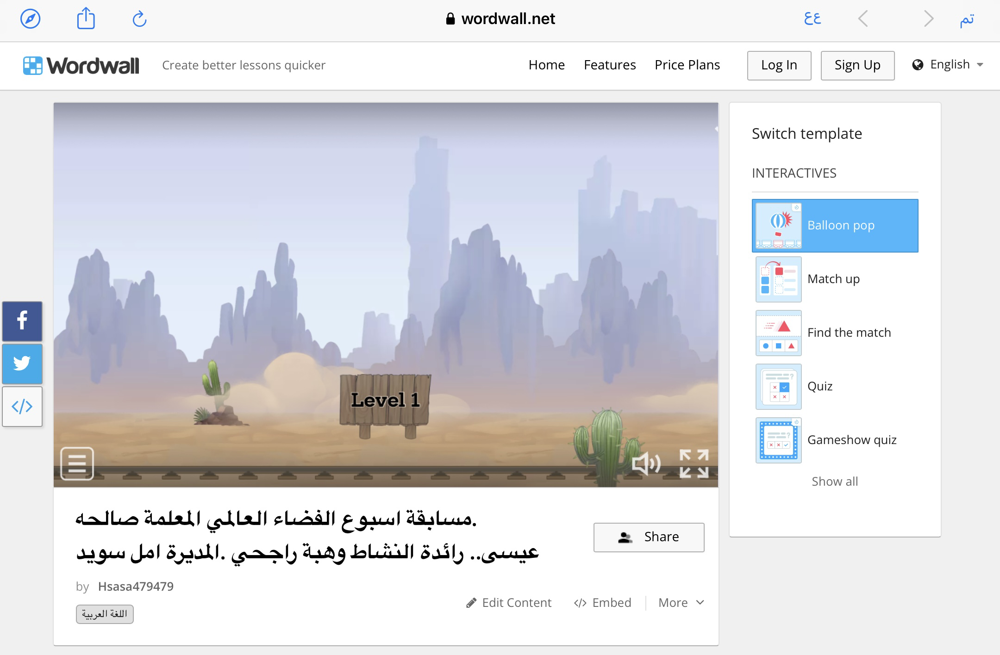 wordwall.net
عع
تم
Wordwall
Create better lessons quicker
Home
Features
Price Plans
Log In
Sign Up
English
Level 1
مسابقة اسبوع الفضاء العالمي المعلمة صالحه.
عيسى.. رائدة النشاط وهبة راجحي .المديرة امل سويد
by Hsasa479479
اللغة العربية
Share
Edit Content
Embed
More
Switch template
INTERACTIVES
Balloon pop
Match up
Find the match
Quiz
Gameshow quiz
Show all